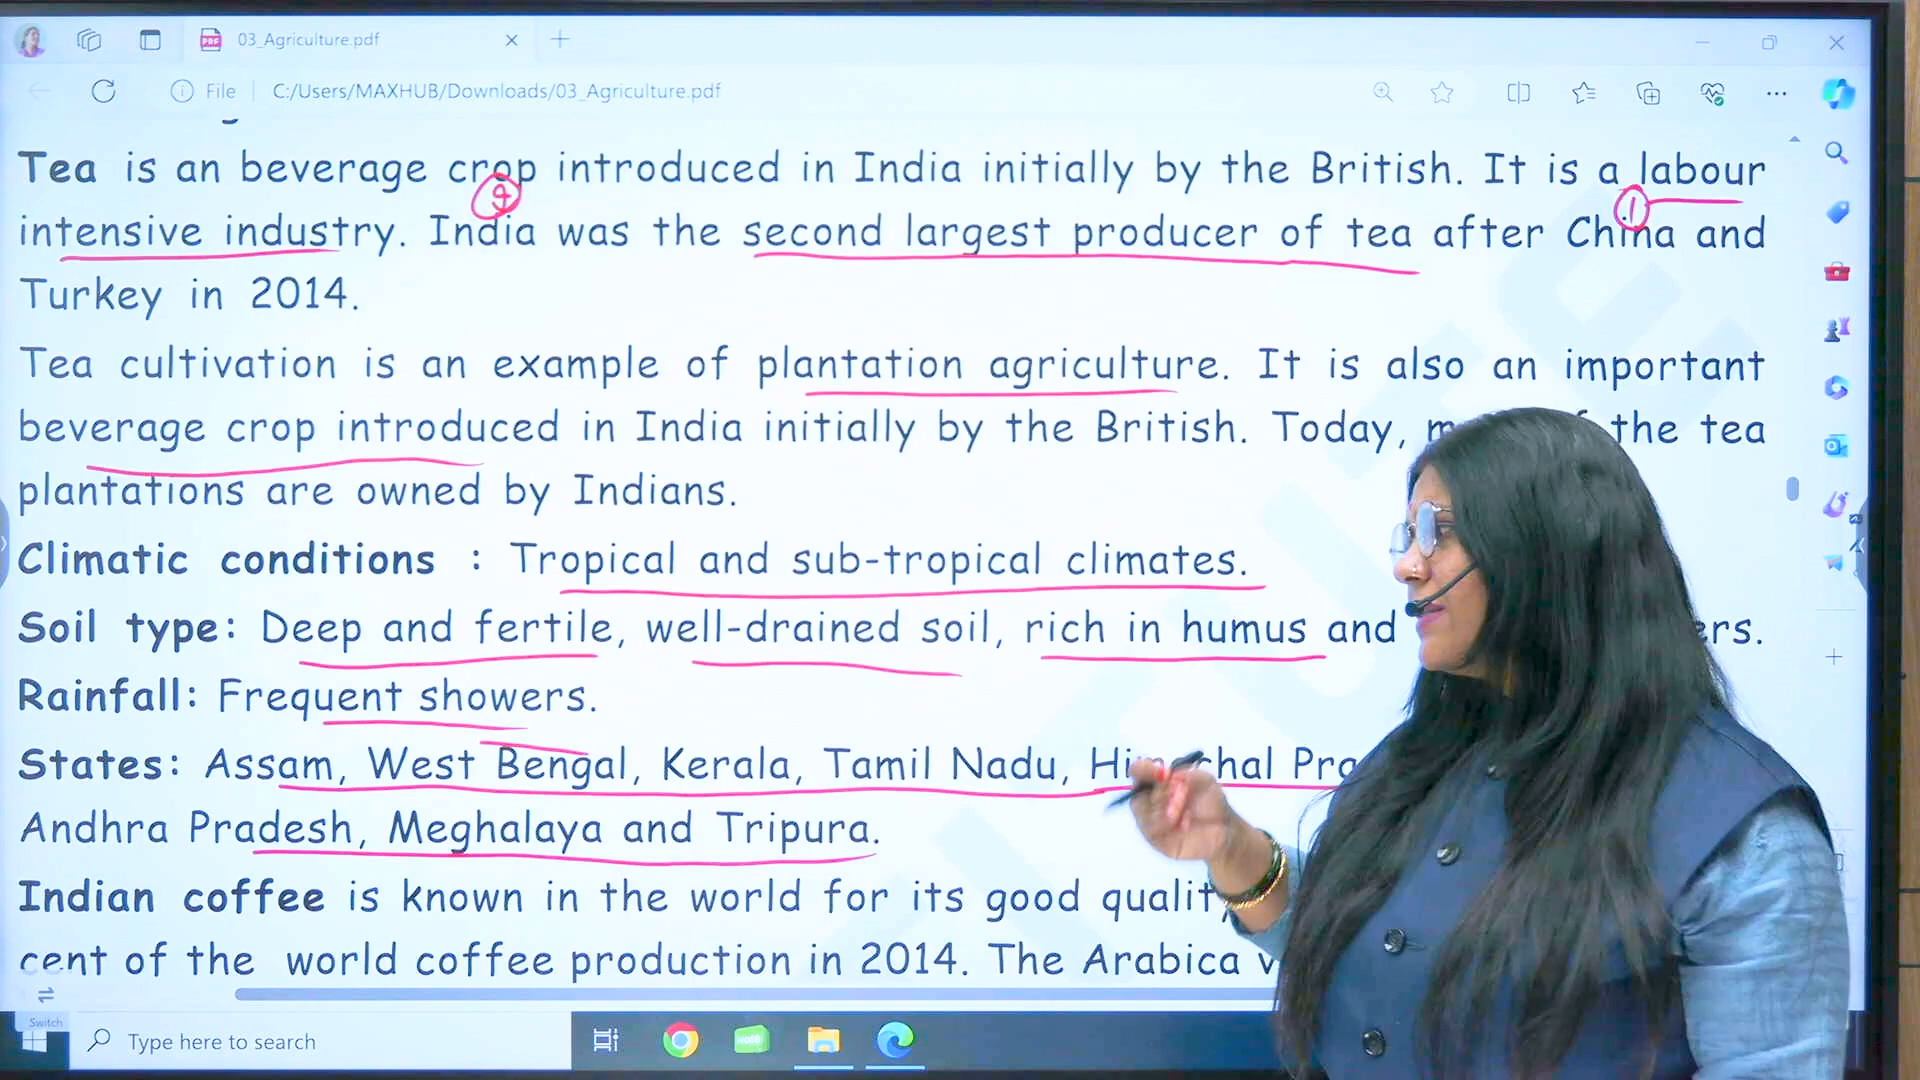 03_Agriculture.pdf
File C:/Users/MAXHUB/Downloads/03_Agriculture.pdf
Tea is an beverage crop introduced in India initially by the British. It is a labour
intensive industry. India was the second largest producer of tea after China and
Turkey in 2014.
Tea cultivation is an example of plantation agriculture. It is also an important
beverage crop introduced in India initially by the British. Today, the tea
plantations are owned by Indians.
Climatic conditions : Tropical and sub-tropical climates.
Soil type: Deep and fertile, well-drained soil, rich in humus and
Rainfall: Frequent showers.
States: Assam, West Bengal, Kerala, Tamil Nadu,
Andhra Pradesh, Meghalaya and Tripura.
Indian coffee is known in the world for its good
cent of the world coffee production in 2014. The Arabica
Switch
Type here to search